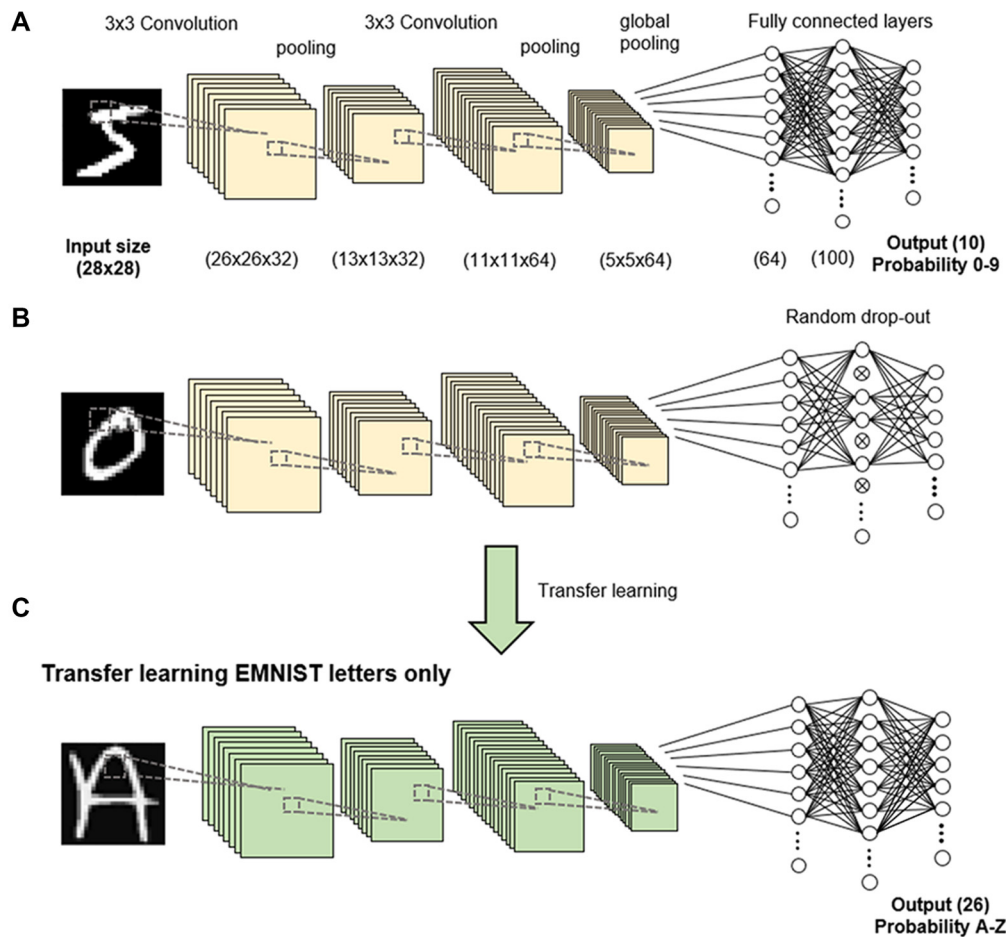 A
3x3 Convolution
pooling
3x3 Convolution
pooling
global
pooling
Fully connected layers
Input size
(28x28)
(26x26x32)
(13x13x32)
(11x11x64)
(5x5x64)
(64)
(100)
Output (10)
Probability 0-9
B
Random drop-out
Transfer learning
C
Transfer learning EMNIST letters only
Output (26)
Probability A-Z